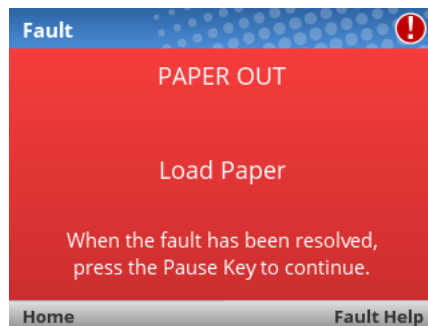 Fault
PAPER OUT
Load Paper
When the fault has been resolved,
press the Pause Key to continue.
Home Fault Help